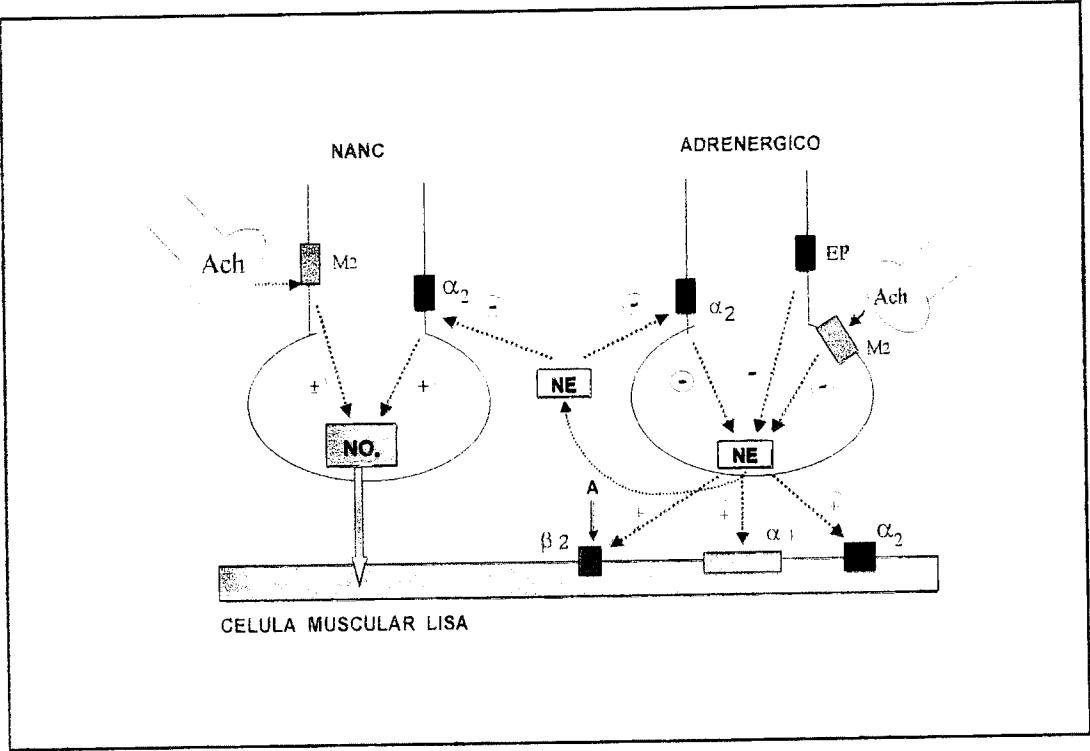 NANC
ADRENERGICO
Ach
M2
α2
-
-
α2
EP
Ach
M2
±
+
NE
-
-
-
NO.
NE
A
+
+
+
β2
α1
α2
CELULA MUSCULAR LISA